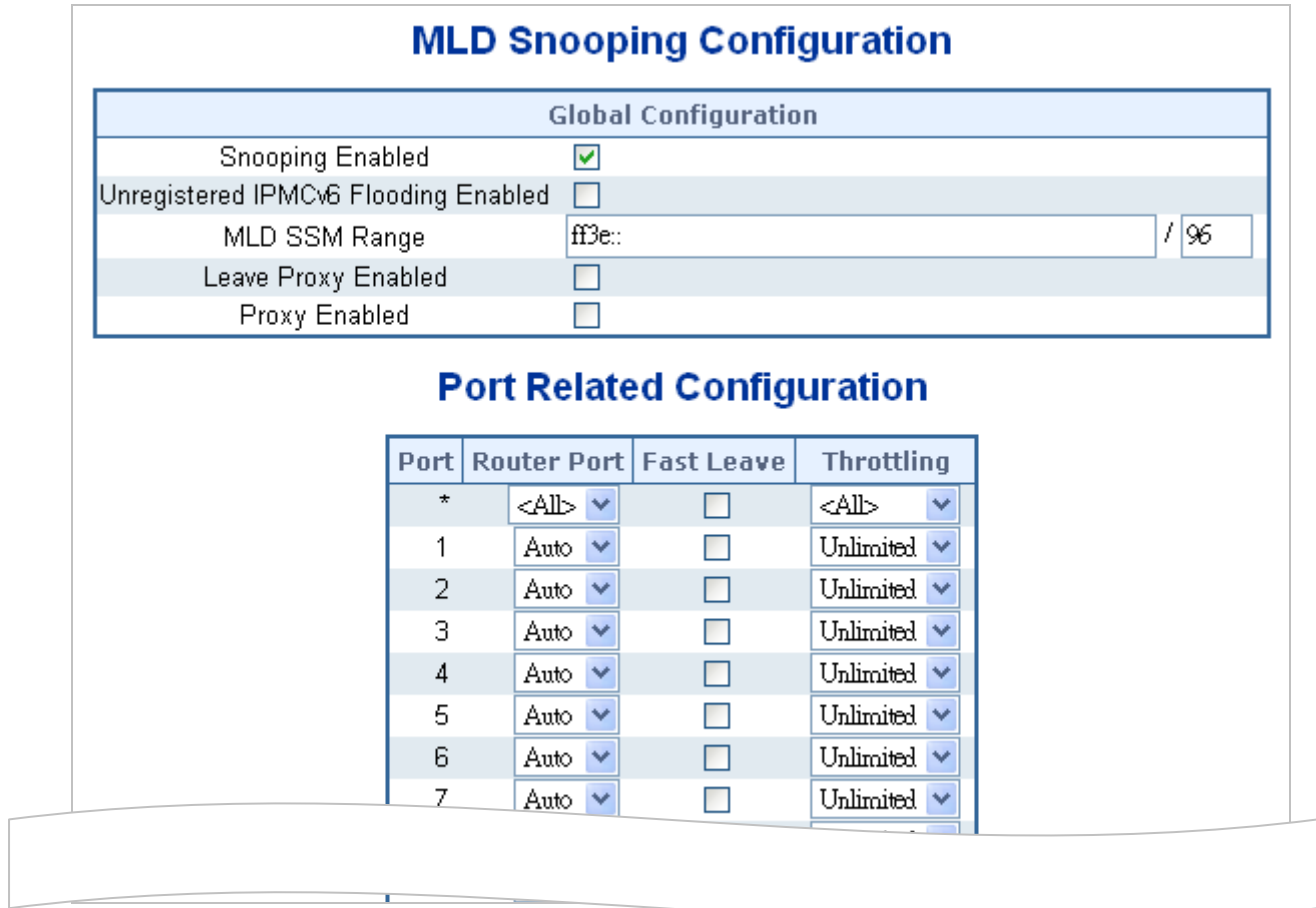 MLD Snooping Configuration
Global Configuration
Snooping Enabled
Unregistered IPMCv6 Flooding Enabled
MLD SSM Range ff3e:: / 96
Leave Proxy Enabled
Proxy Enabled
Port Related Configuration
Port Router Port Fast Leave Throttling
* <All> <All>
1 Auto Unlimited
2 Auto Unlimited
3 Auto Unlimited
4 Auto Unlimited
5 Auto Unlimited
6 Auto Unlimited
7 Auto Unlimited